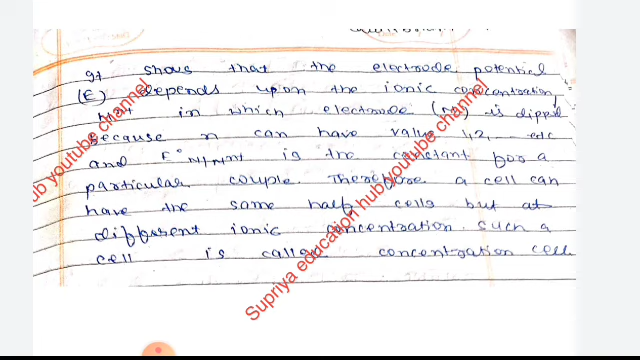 It shows that the electrode potential
(E) depends upon the ionic concentration
Mn+ in which electrode (M) is dipped
because n can have value 1, 2, ... etc
and E° M/Mn+ is the constant for a
particular couple. Therefore a cell can
have the same half cells but at
different ionic concentration. Such a
cell is called concentration cell.
Supriya education hub youtube channel
ub youtube channel